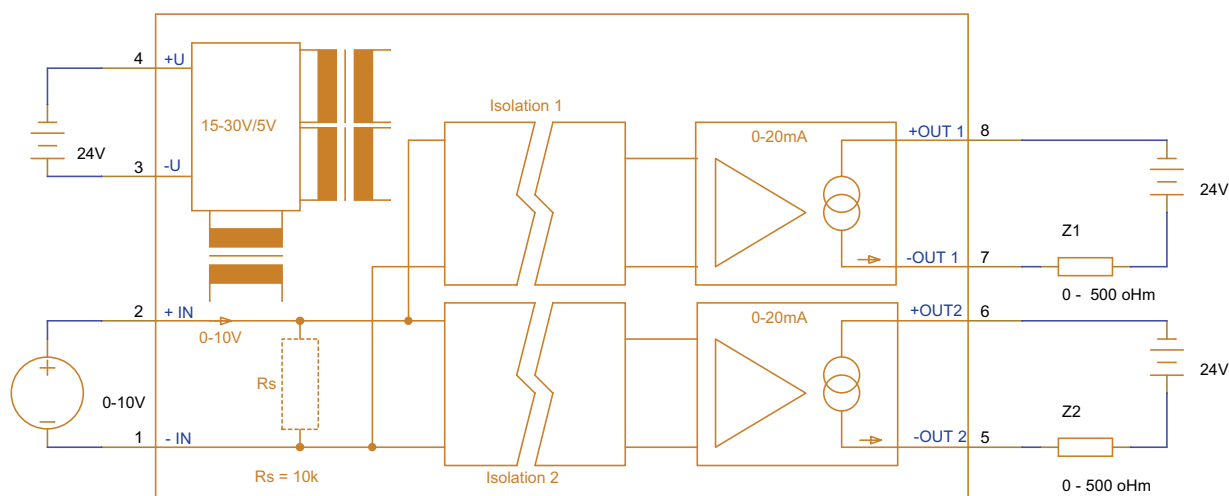 4
+U
15-30V/5V
24V
3
-U
Isolation 1
0-20mA
+OUT 1
8
24V
Z1
-OUT 1
7
0 - 500 oHm
2
+ IN
0-10V
Rs
0-10V
1
- IN
Rs = 10k
Isolation 2
0-20mA
+OUT2
6
24V
Z2
-OUT 2
5
0 - 500 oHm